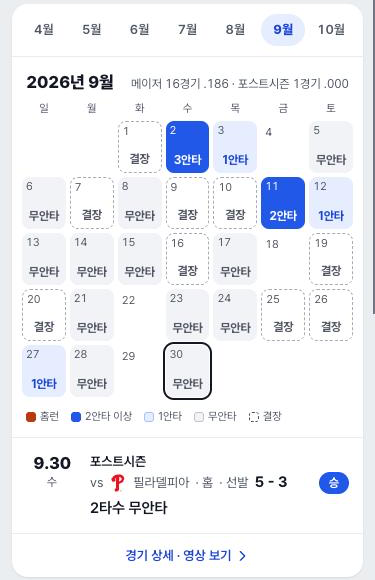 4월 5월 6월 7월 8월 9월 10월
2026년 9월 메이저 16경기 .186 · 포스트시즌 1경기 .000
일 월 화 수 목 금 토
1 2 3 4 5
결장 3안타 1안타 무안타
6 7 8 9 10 11 12
무안타 결장 무안타 결장 결장 2안타 1안타
13 14 15 16 17 18 19
무안타 무안타 무안타 결장 무안타 결장
20 21 22 23 24 25 26
결장 무안타 무안타 무안타 결장 결장
27 28 29 30
1안타 무안타 무안타
홈런 2안타 이상 1안타 무안타 결장
9.30 포스트시즌
수 vs P 필라델피아 · 홈 · 선발 5 - 3 승
2타수 무안타
경기 상세 · 영상 보기 >